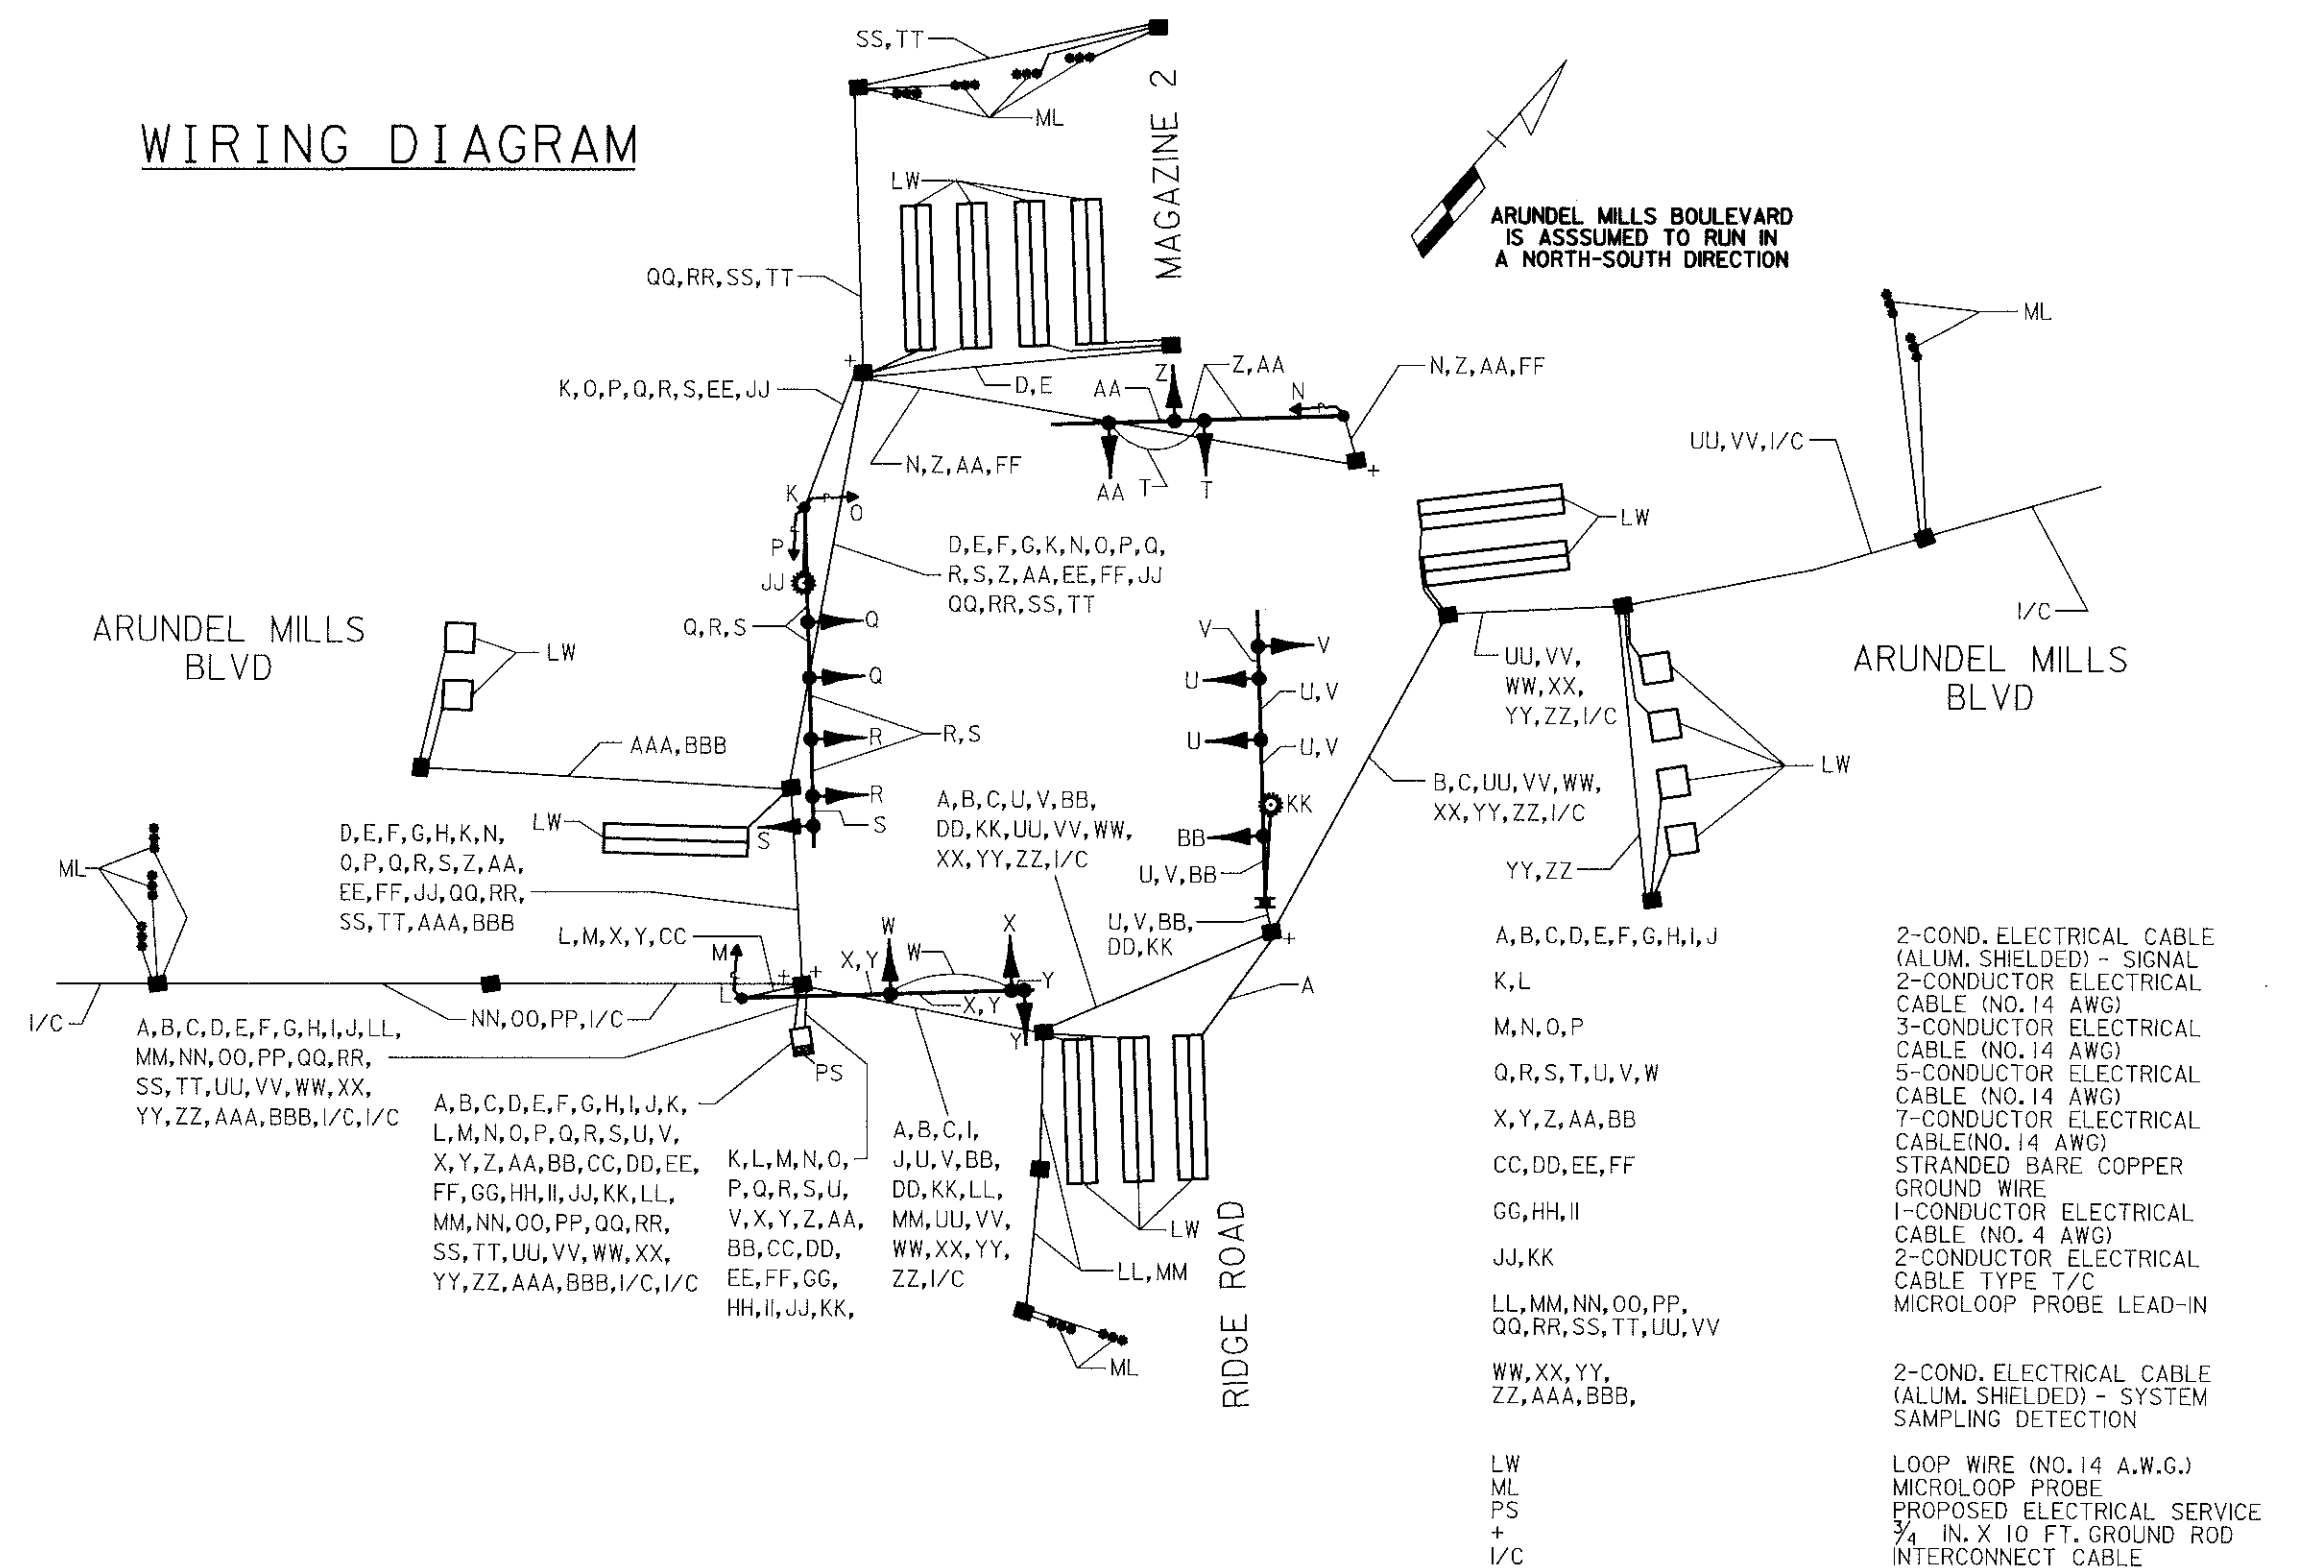 SS,TT
ML
WIRING DIAGRAM
MAGAZINE 2
LW
ARUNDEL MILLS BOULEVARD
IS ASSSUMED TO RUN IN
A NORTH-SOUTH DIRECTION
QQ,RR,SS,TT
ML
+
K,O,P,Q,R,S,EE,JJ
D,E
AA
Z
Z,AA
N
P
N,Z,AA,FF
UU,VV,I/C
N,Z,AA,FF
AA
T
T
+
K
P
O
P
JJ
LW
D,E,F,G,K,N,O,P,Q,
R,S,Z,AA,EE,FF,JJ
QQ,RR,SS,TT
I/C
ARUNDEL MILLS
BLVD
LW
Q,R,S
Q
Q
R,S
R
R
S
S
V
V
U
U,V
U
U,V
UU,VV,
WW,XX,
YY,ZZ,I/C
ARUNDEL MILLS
BLVD
AAA,BBB
LW
LW
KK
BB
U,V,BB
B,C,UU,VV,WW,
XX,YY,ZZ,I/C
YY,ZZ
A,B,C,U,V,BB,
DD,KK,UU,VV,WW,
XX,YY,ZZ,I/C
D,E,F,G,H,K,N,
O,P,Q,R,S,Z,AA,
EE,FF,JJ,QQ,RR,
SS,TT,AAA,BBB
ML
L,M,X,Y,CC
M
L
+
+
X,Y
W
W
X
X,Y
Y
Y
U,V,BB,
DD,KK
+
A
I/C
NN,OO,PP,I/C
PS
A,B,C,D,E,F,G,H,I,J,LL,
MM,NN,OO,PP,QQ,RR,
SS,TT,UU,VV,WW,XX,
YY,ZZ,AAA,BBB,I/C,I/C
A,B,C,D,E,F,G,H,I,J,K,
L,M,N,O,P,Q,R,S,U,V,
X,Y,Z,AA,BB,CC,DD,EE,
FF,GG,HH,II,JJ,KK,LL,
MM,NN,OO,PP,QQ,RR,
SS,TT,UU,VV,WW,XX,
YY,ZZ,AAA,BBB,I/C,I/C
K,L,M,N,O,
P,Q,R,S,U,
V,X,Y,Z,AA,
BB,CC,DD,
EE,FF,GG,
HH,II,JJ,KK,
A,B,C,I,
J,U,V,BB,
DD,KK,LL,
MM,UU,VV,
WW,XX,YY,
ZZ,I/C
LW
LL,MM
ML
RIDGE ROAD
A,B,C,D,E,F,G,H,I,J 2-COND. ELECTRICAL CABLE
(ALUM. SHIELDED) - SIGNAL
K,L 2-CONDUCTOR ELECTRICAL
CABLE (NO. 14 AWG)
M,N,O,P 3-CONDUCTOR ELECTRICAL
CABLE (NO. 14 AWG)
Q,R,S,T,U,V,W 5-CONDUCTOR ELECTRICAL
CABLE (NO. 14 AWG)
X,Y,Z,AA,BB 7-CONDUCTOR ELECTRICAL
CABLE(NO. 14 AWG)
CC,DD,EE,FF STRANDED BARE COPPER
GROUND WIRE
GG,HH,II 1-CONDUCTOR ELECTRICAL
CABLE (NO. 4 AWG)
JJ,KK 2-CONDUCTOR ELECTRICAL
CABLE TYPE T/C
LL,MM,NN,OO,PP, MICROLOOP PROBE LEAD-IN
QQ,RR,SS,TT,UU,VV
WW,XX,YY, 2-COND. ELECTRICAL CABLE
ZZ,AAA,BBB, (ALUM. SHIELDED) - SYSTEM
SAMPLING DETECTION
LW LOOP WIRE (NO. 14 A.W.G.)
ML MICROLOOP PROBE
PS PROPOSED ELECTRICAL SERVICE
+ 3/4 IN. X 10 FT. GROUND ROD
I/C INTERCONNECT CABLE